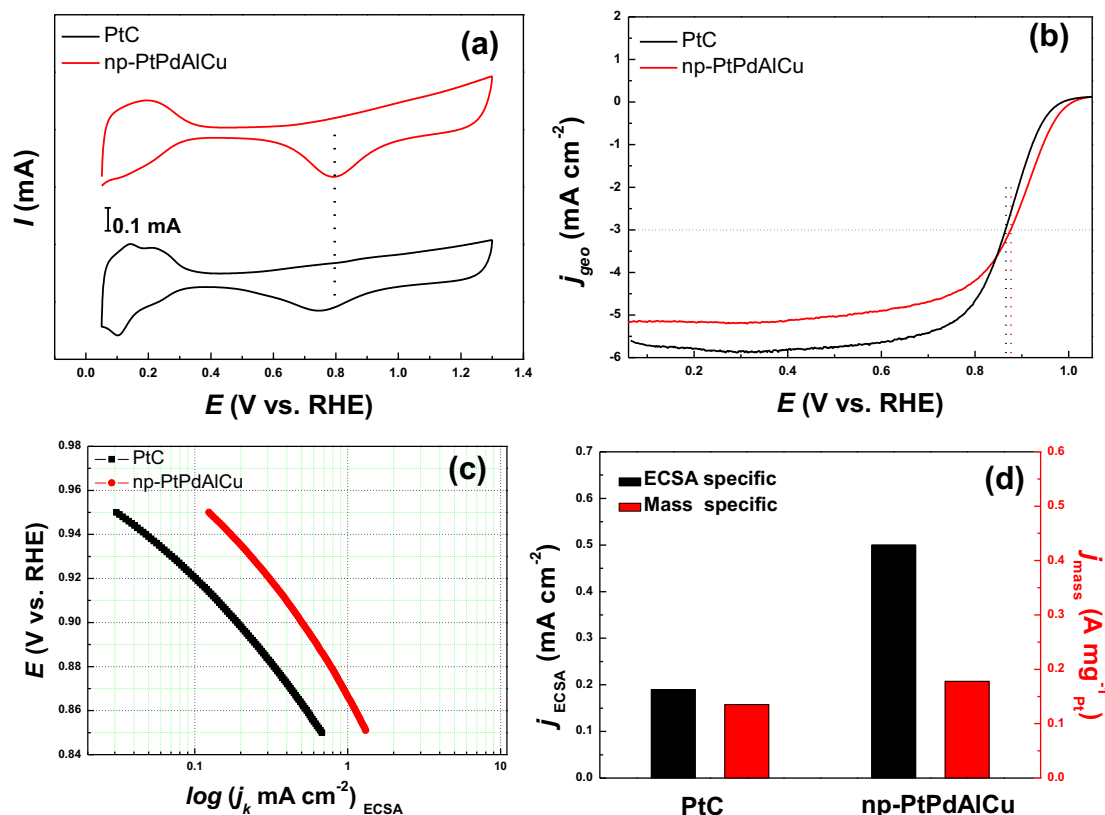 PtC
np-PtPdAlCu
(a)
I (mA)
0.1 mA
0.0 0.2 0.4 0.6 0.8 1.0 1.2 1.4
E (V vs. RHE)
PtC
np-PtPdAlCu
(b)
1
0
-1
-2
-3
-4
-5
-6
j geo (mA cm-2)
0.2 0.4 0.6 0.8 1.0
E (V vs. RHE)
PtC
np-PtPdAlCu
(c)
0.98
0.96
0.94
0.92
0.90
0.88
0.86
0.84
E (V vs. RHE)
0.1 1 10
log (jk mA cm-2) ECSA
ECSA specific
Mass specific
(d)
0.7
0.6
0.5
0.4
0.3
0.2
0.1
0.0
j ECSA (mA cm-2)
0.6
0.5
0.4
0.3
0.2
0.1
0.0
j mass (A mg-1 Pt)
PtC np-PtPdAlCu